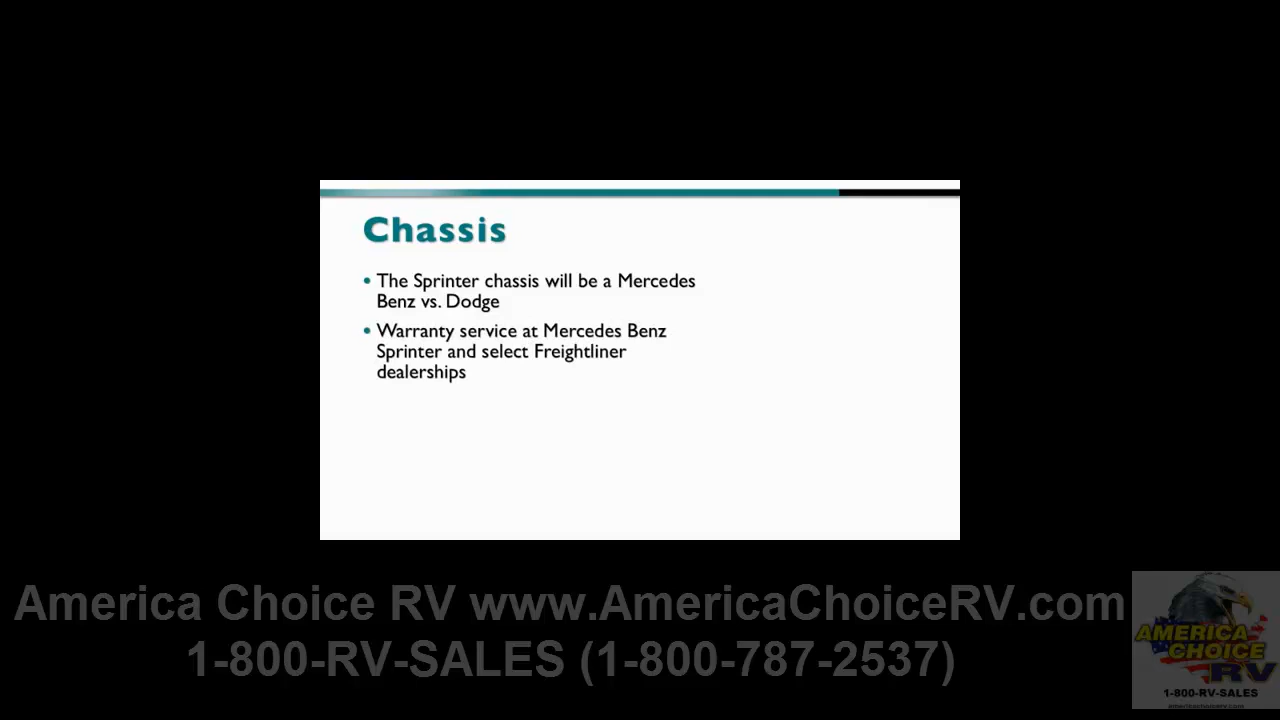 Chassis
• The Sprinter chassis will be a Mercedes
Benz vs. Dodge
• Warranty service at Mercedes Benz
Sprinter and select Freightliner
dealerships
America Choice RV www.AmericaChoiceRV.com
1-800-RV-SALES (1-800-787-2537)
AMERICA
CHOICE
RV
1-800-RV-SALES
americachoicerv.com